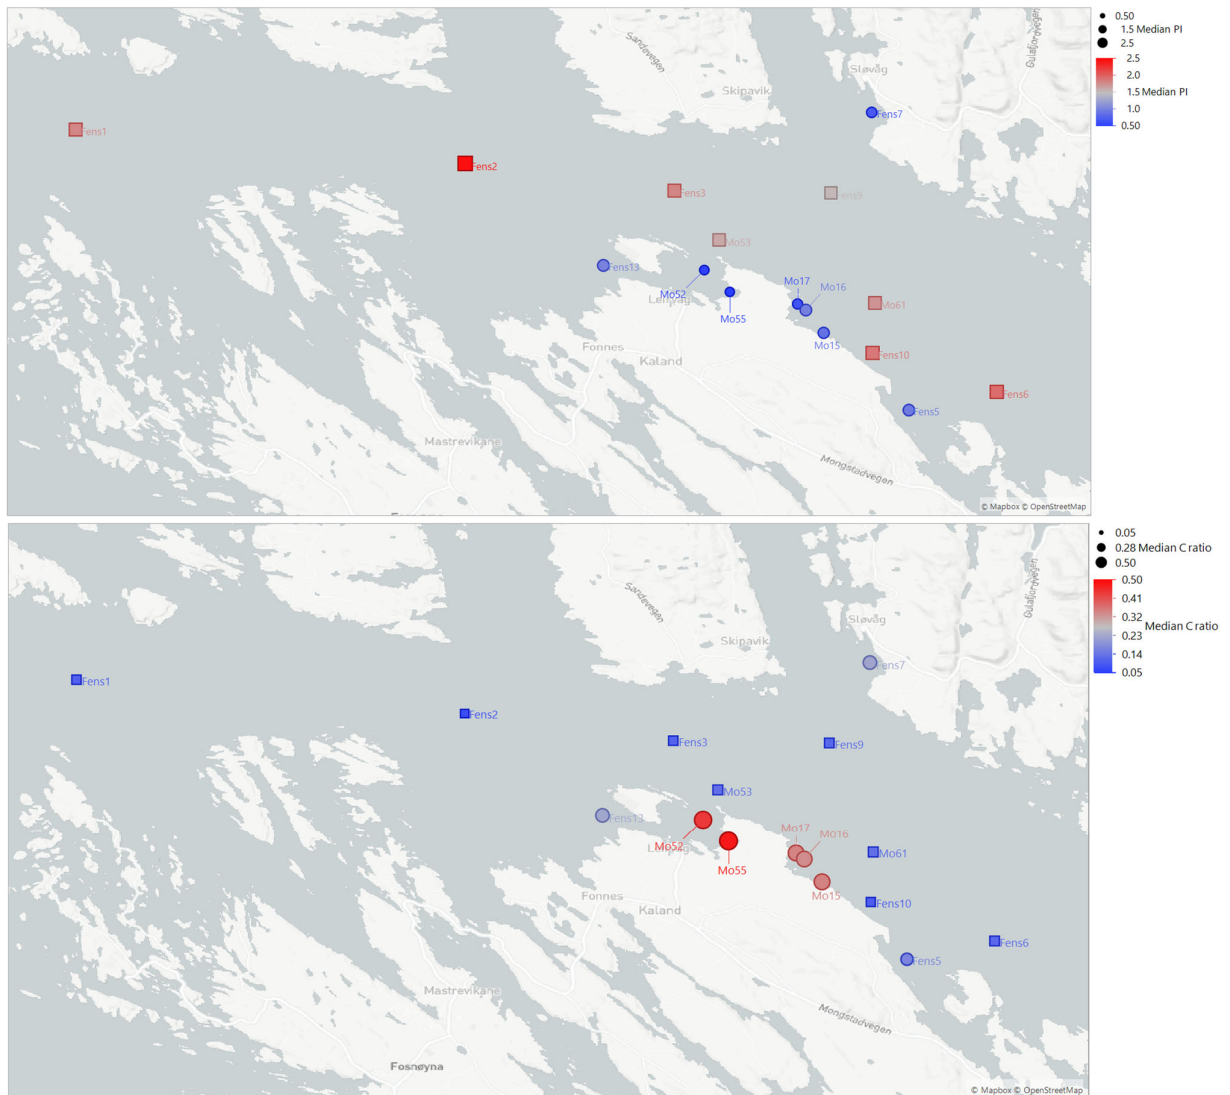 0.50
1.5 Median PI
2.5
2.5
2.0
1.5 Median PI
1.0
0.50
Sandevegen
Skipavik
Sløvåg
Gulafjordvegen
Fens7
Fens1
Fens2
Fens3
Fens9
Mo53
Fens13
Mo52
Mo17
Mo16
Mo55
Mo61
Mo15
Fonnes
Kaland
Fens10
Fens6
Fens5
Mastrevikane
Mongstadvegen
© Mapbox © OpenStreetMap
0.05
0.28 Median C ratio
0.50
0.50
0.41
0.32
Median C ratio
0.23
0.14
0.05
Sandevegen
Skipavik
Sløvåg
Gulafjordvegen
Fens7
Fens1
Fens2
Fens3
Fens9
Mo53
Fens13
Mo17
MO16
Mo52
Mo55
Mo61
Mo15
Fonnes
Kaland
Fens10
Fens6
Fens5
Mastrevikane
Mongstadvegen
Fosnøyna
© Mapbox © OpenStreetMap